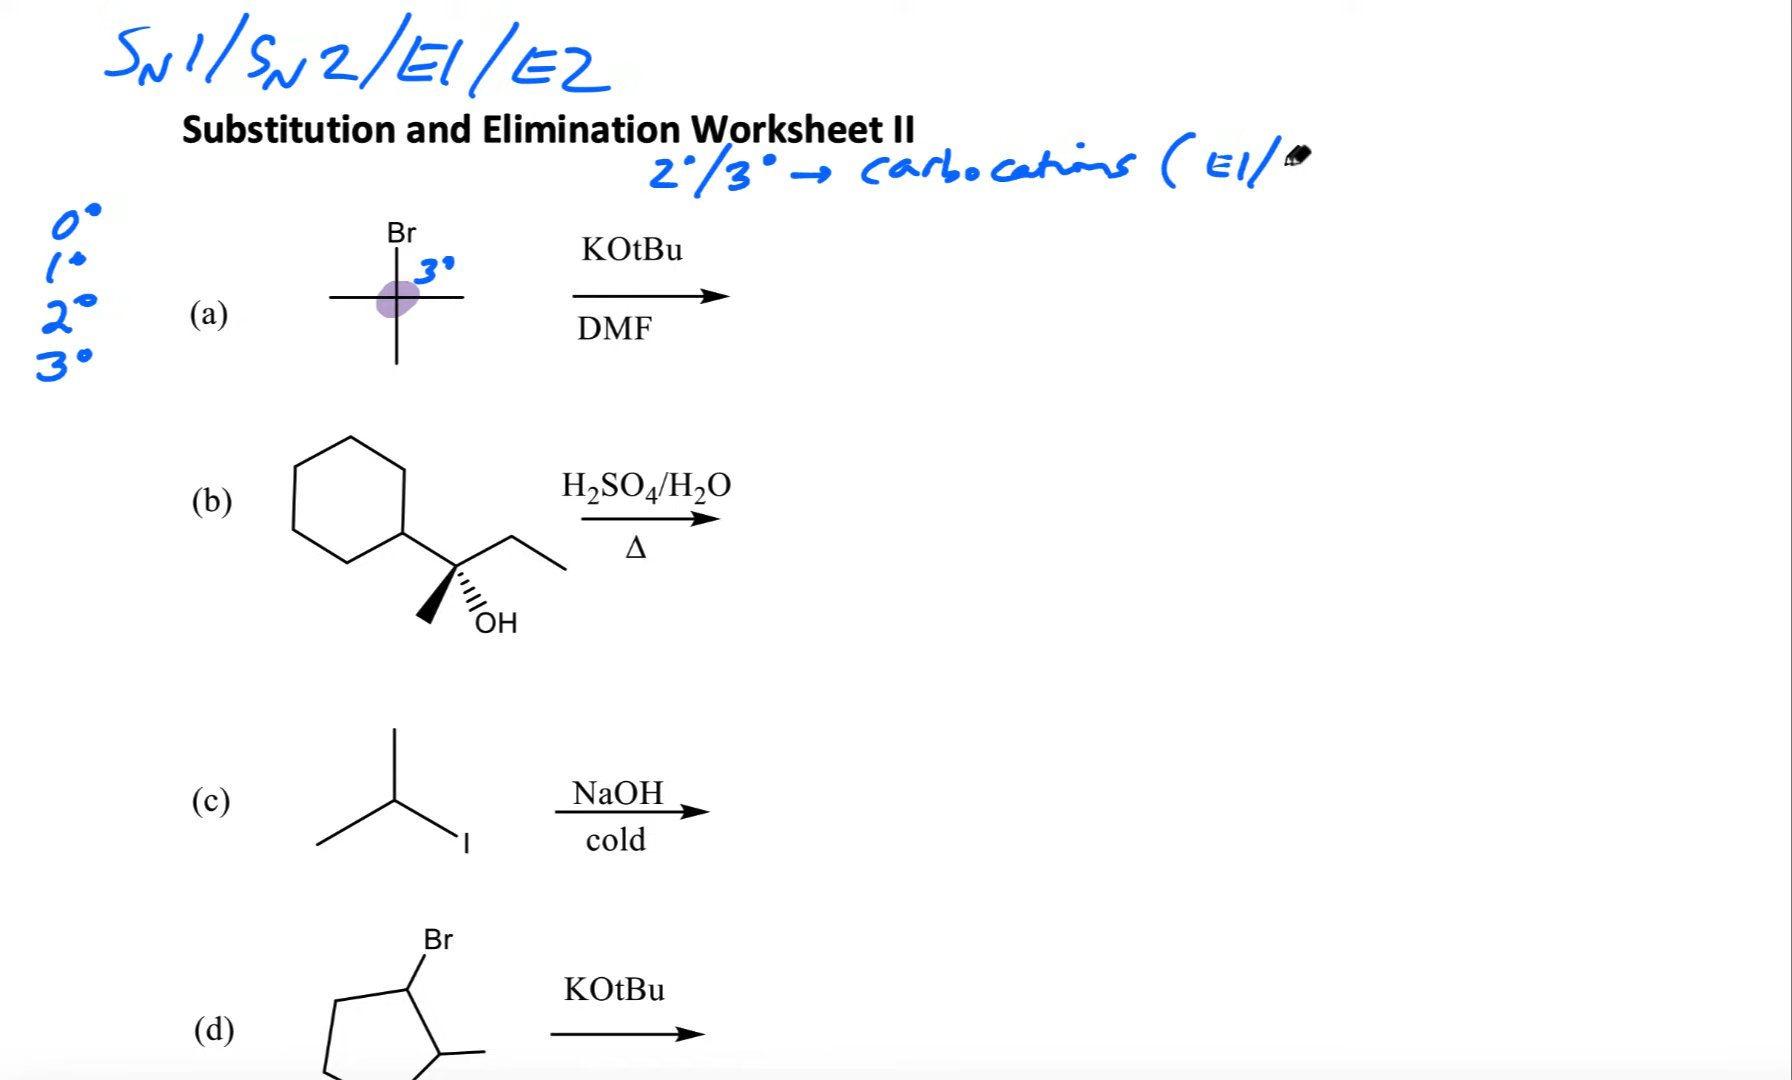 SN1/SN2/E1/E2
Substitution and Elimination Worksheet II
2°/3° → carbocations (E1/
0°
1°
2°
3°
(a)
Br
3°
KOtBu
DMF
(b)
OH
H₂SO₄/H₂O
Δ
(c)
I
NaOH
cold
(d)
Br
KOtBu